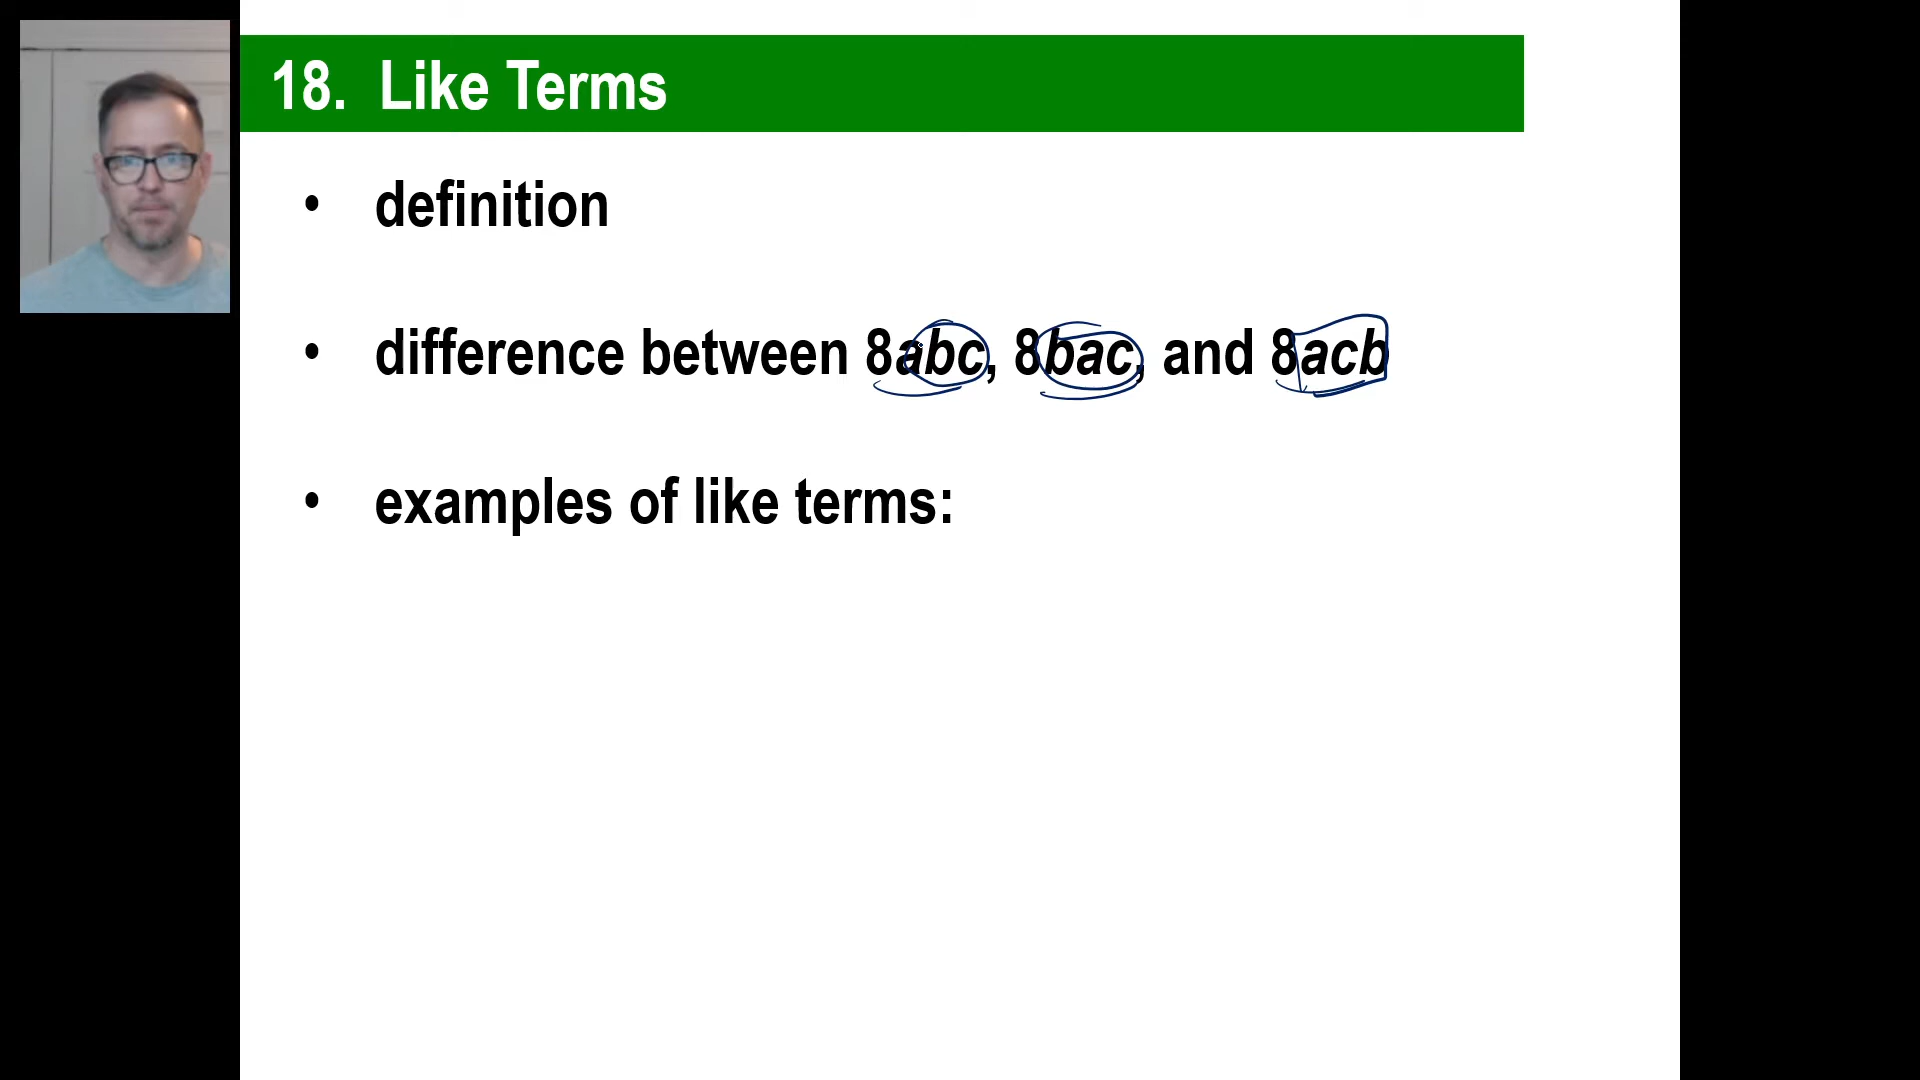 18. Like Terms
• definition
• difference between 8abc, 8bac, and 8acb
• examples of like terms: